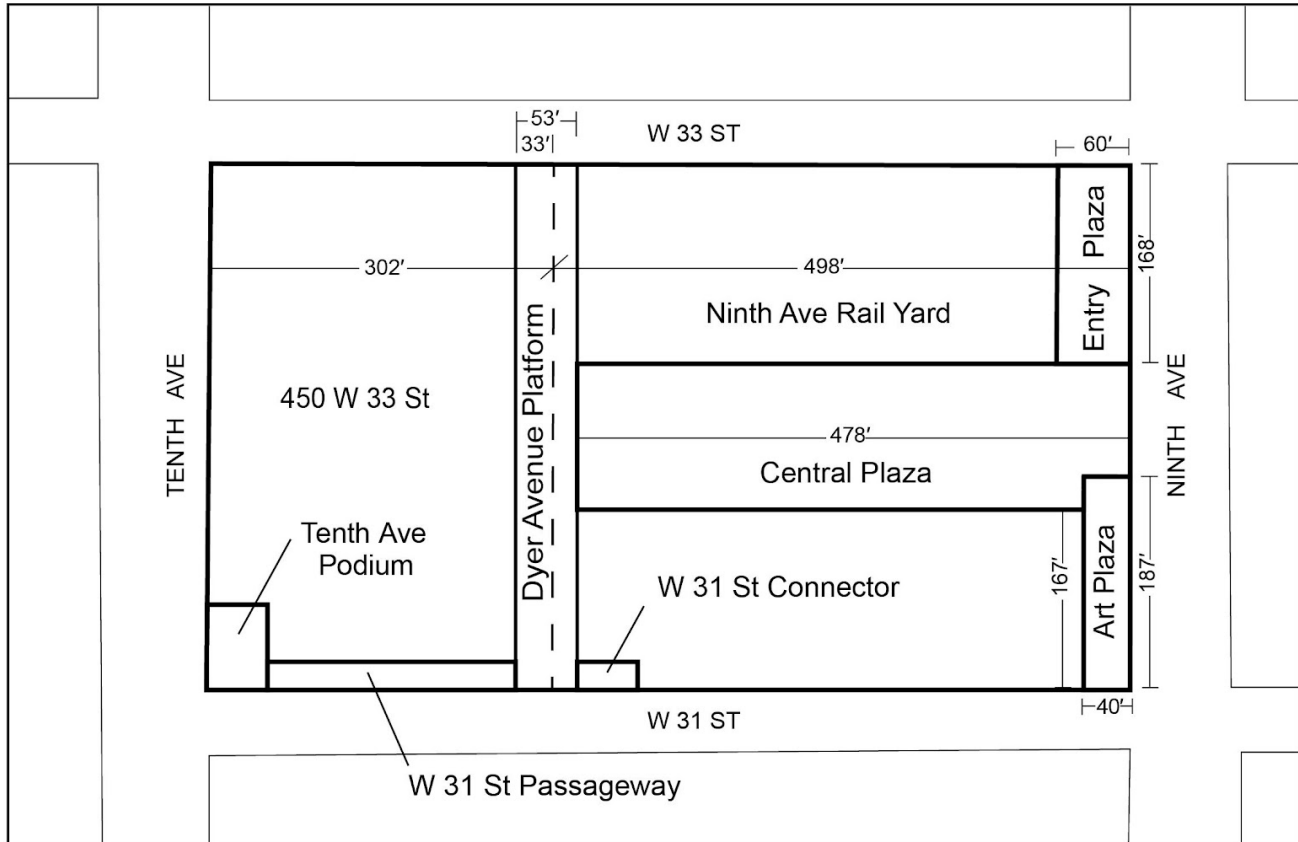 53′
33′
W 33 ST
60′
Entry Plaza
168′
302′
498′
Ninth Ave Rail Yard
Dyer Avenue Platform
TENTH AVE
450 W 33 St
NINTH AVE
478′
Central Plaza
Tenth Ave
Podium
W 31 St Connector
167′
Art Plaza
187′
40′
W 31 ST
W 31 St Passageway